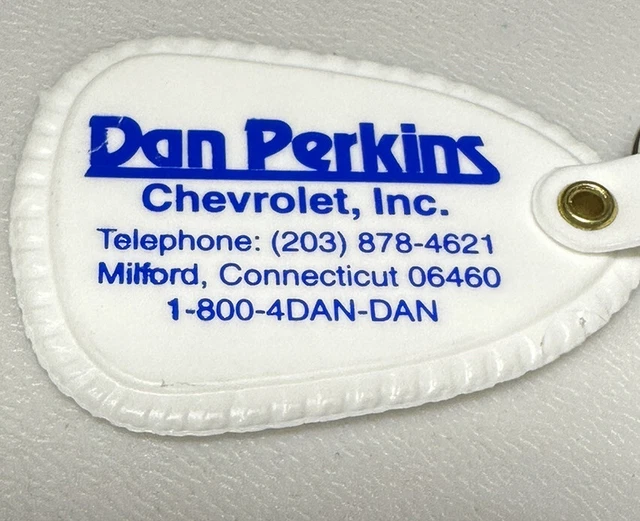 Dan Perkins
Chevrolet, Inc.
Telephone: (203) 878-4621
Milford, Connecticut 06460
1-800-4DAN-DAN